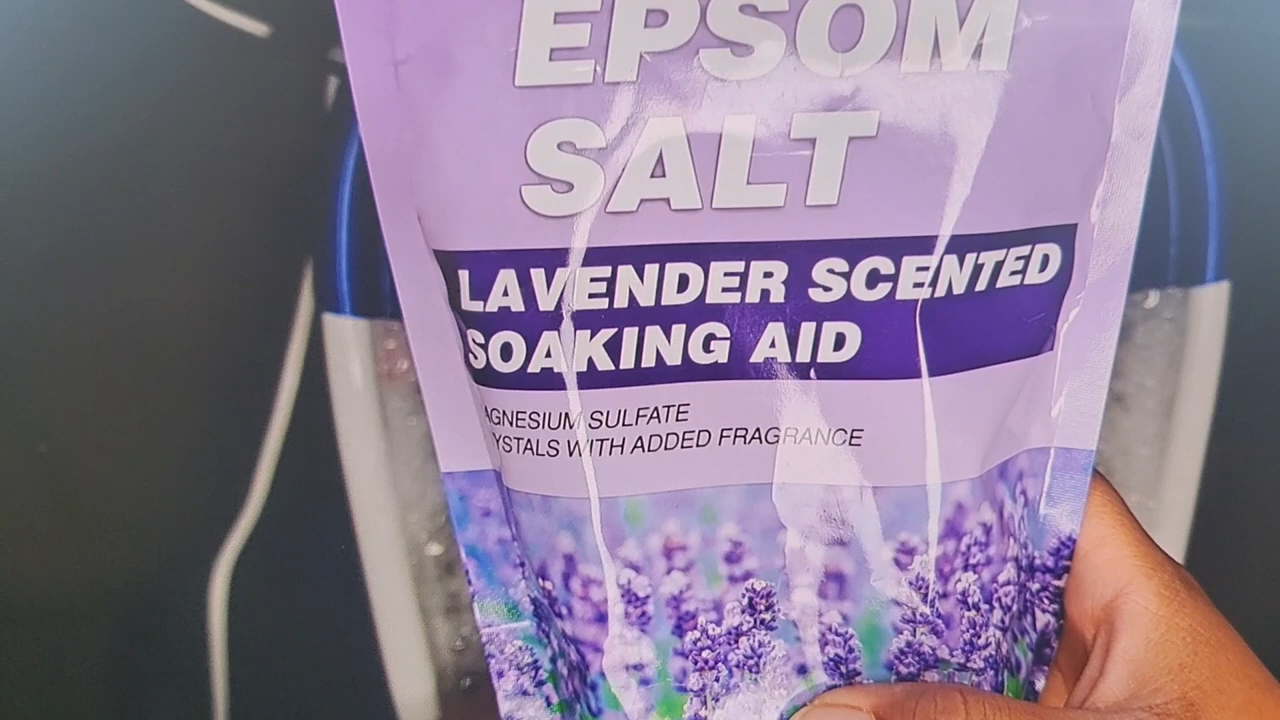 EPSOM
SALT
LAVENDER SCENTED
SOAKING AID
AGNESIUM SULFATE
YSTALS WITH ADDED FRAGRANCE